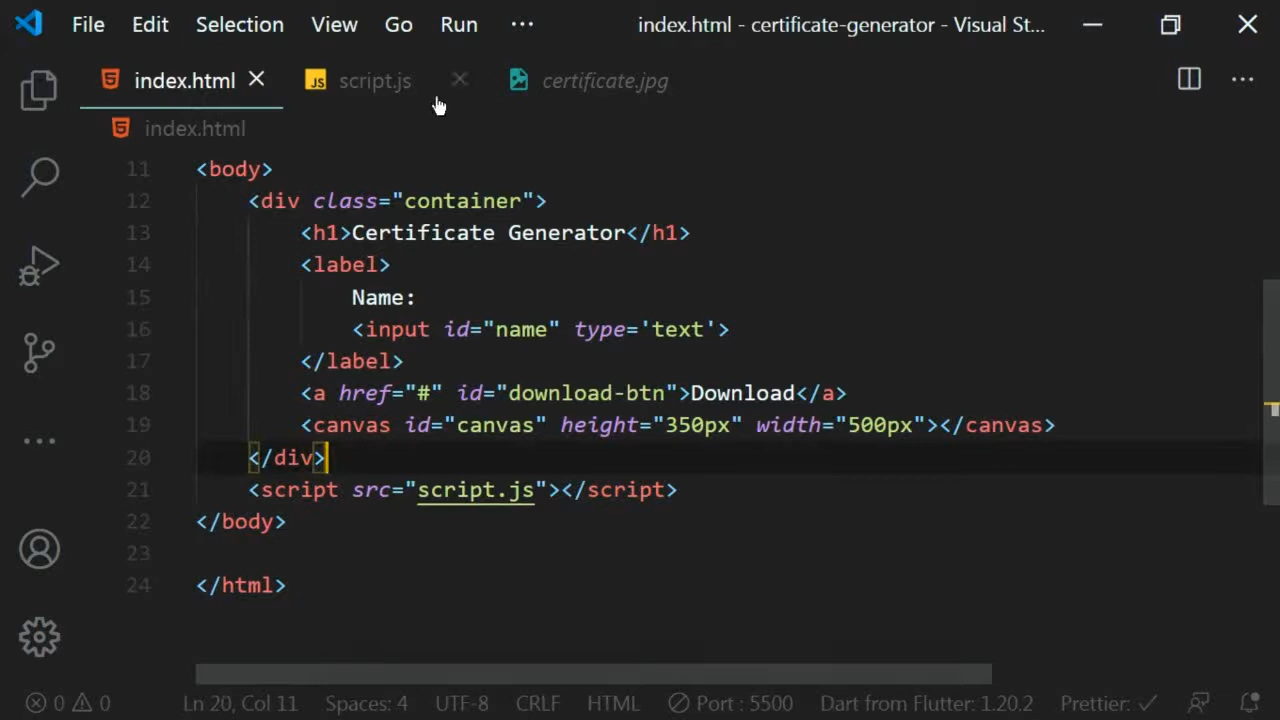 File Edit Selection View Go Run ··· index.html - certificate-generator - Visual St...
index.html script.js certificate.jpg
index.html
11 <body>
12 <div class="container">
13 <h1>Certificate Generator</h1>
14 <label>
15 Name:
16 <input id="name" type='text'>
17 </label>
18 <a href="#" id="download-btn">Download</a>
19 <canvas id="canvas" height="350px" width="500px"></canvas>
20 </div>
21 <script src="script.js"></script>
22 </body>
23
24 </html>
0 0 Ln 20, Col 11 Spaces: 4 UTF-8 CRLF HTML Port : 5500 Dart from Flutter: 1.20.2 Prettier: ✓